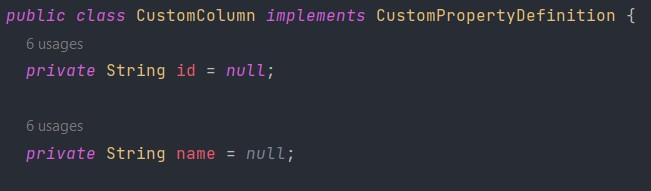 public class CustomColumn implements CustomPropertyDefinition {
6 usages
private String id = null;
6 usages
private String name = null;